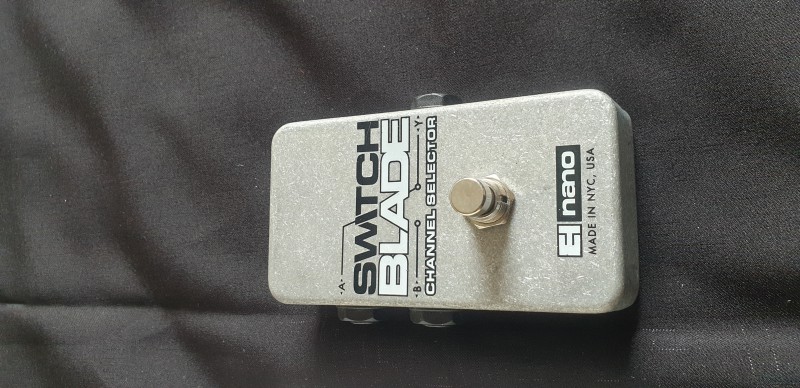 ·A·
SWITCH
BLADE
·B· ·Y·
CHANNEL SELECTOR
EH nano
MADE IN NYC, USA